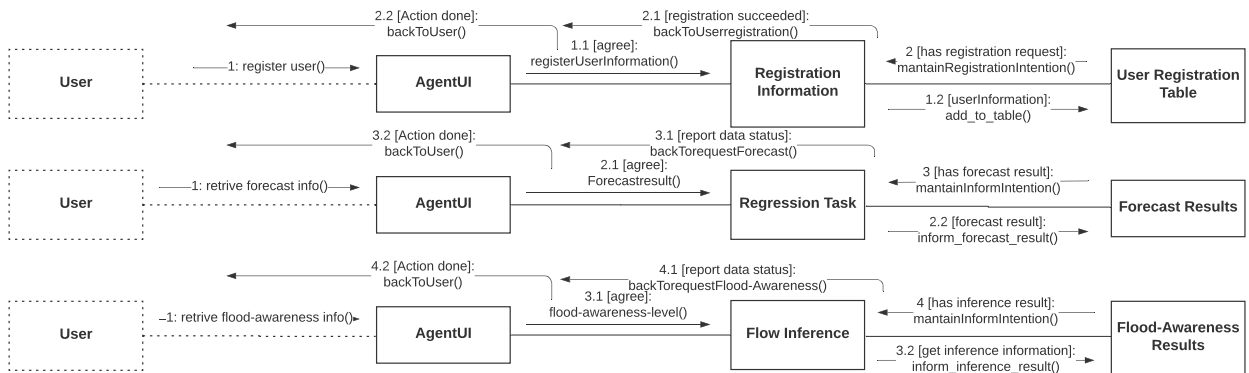 2.2 [Action done]:
backToUser()
2.1 [registration succeeded]:
backToUserregistration()
1.1 [agree]:
registerUserInformation()
2 [has registration request]:
mantainRegistrationIntention()
User
1: register user()
AgentUI
Registration
Information
User Registration
Table
1.2 [userInformation]:
add_to_table()
3.2 [Action done]:
backToUser()
3.1 [report data status]:
backTorequestForecast()
2.1 [agree]:
Forecastresult()
3 [has forecast result]:
mantainInformIntention()
User
1: retrive forecast info()
AgentUI
Regression Task
Forecast Results
2.2 [forecast result]:
inform_forecast_result()
4.2 [Action done]:
backToUser()
4.1 [report data status]:
backTorequestFlood-Awareness()
3.1 [agree]:
flood-awareness-level()
4 [has inference result]:
mantainInformIntention()
User
1: retrive flood-awareness info()
AgentUI
Flow Inference
Flood-Awareness
Results
3.2 [get inference information]:
inform_inference_result()